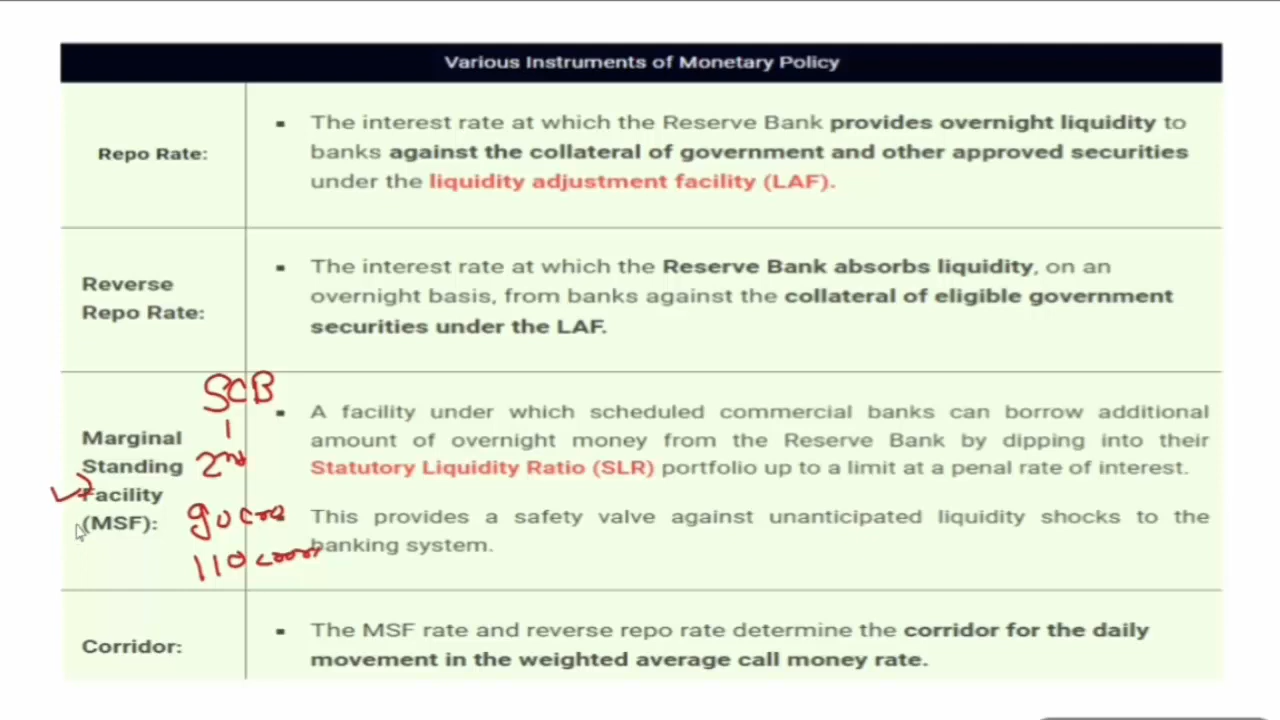 Various Instruments of Monetary Policy
Repo Rate:
▪ The interest rate at which the Reserve Bank provides overnight liquidity to
banks against the collateral of government and other approved securities
under the liquidity adjustment facility (LAF).
Reverse
Repo Rate:
▪ The interest rate at which the Reserve Bank absorbs liquidity, on an
overnight basis, from banks against the collateral of eligible government
securities under the LAF.
Marginal
Standing
Facility
(MSF):
SCB
2nd
90
110
▪ A facility under which scheduled commercial banks can borrow additional
amount of overnight money from the Reserve Bank by dipping into their
Statutory Liquidity Ratio (SLR) portfolio up to a limit at a penal rate of interest.
This provides a safety valve against unanticipated liquidity shocks to the
banking system.
Corridor:
▪ The MSF rate and reverse repo rate determine the corridor for the daily
movement in the weighted average call money rate.